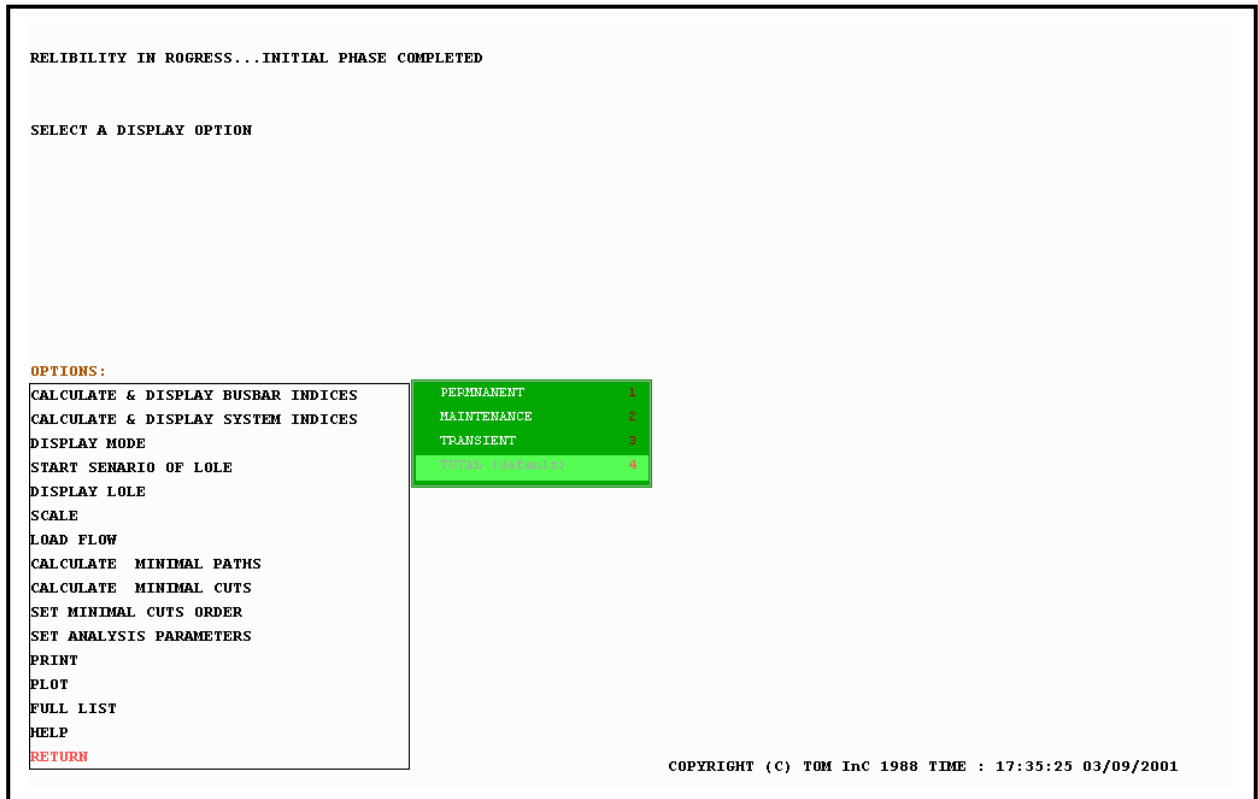 RELIBILITY IN ROGRESS...INITIAL PHASE COMPLETED
SELECT A DISPLAY OPTION
OPTIONS:
CALCULATE & DISPLAY BUSBAR INDICES
CALCULATE & DISPLAY SYSTEM INDICES
DISPLAY MODE
START SENARIO OF LOLE
DISPLAY LOLE
SCALE
LOAD FLOW
CALCULATE  MINIMAL PATHS
CALCULATE  MINIMAL CUTS
SET MINIMAL CUTS ORDER
SET ANALYSIS PARAMETERS
PRINT
PLOT
FULL LIST
HELP
RETURN
PERMNANENT 1
MAINTENANCE 2
TRANSIENT 3
TOTAL (default) 4
COPYRIGHT (C) TOM InC 1988 TIME : 17:35:25 03/09/2001